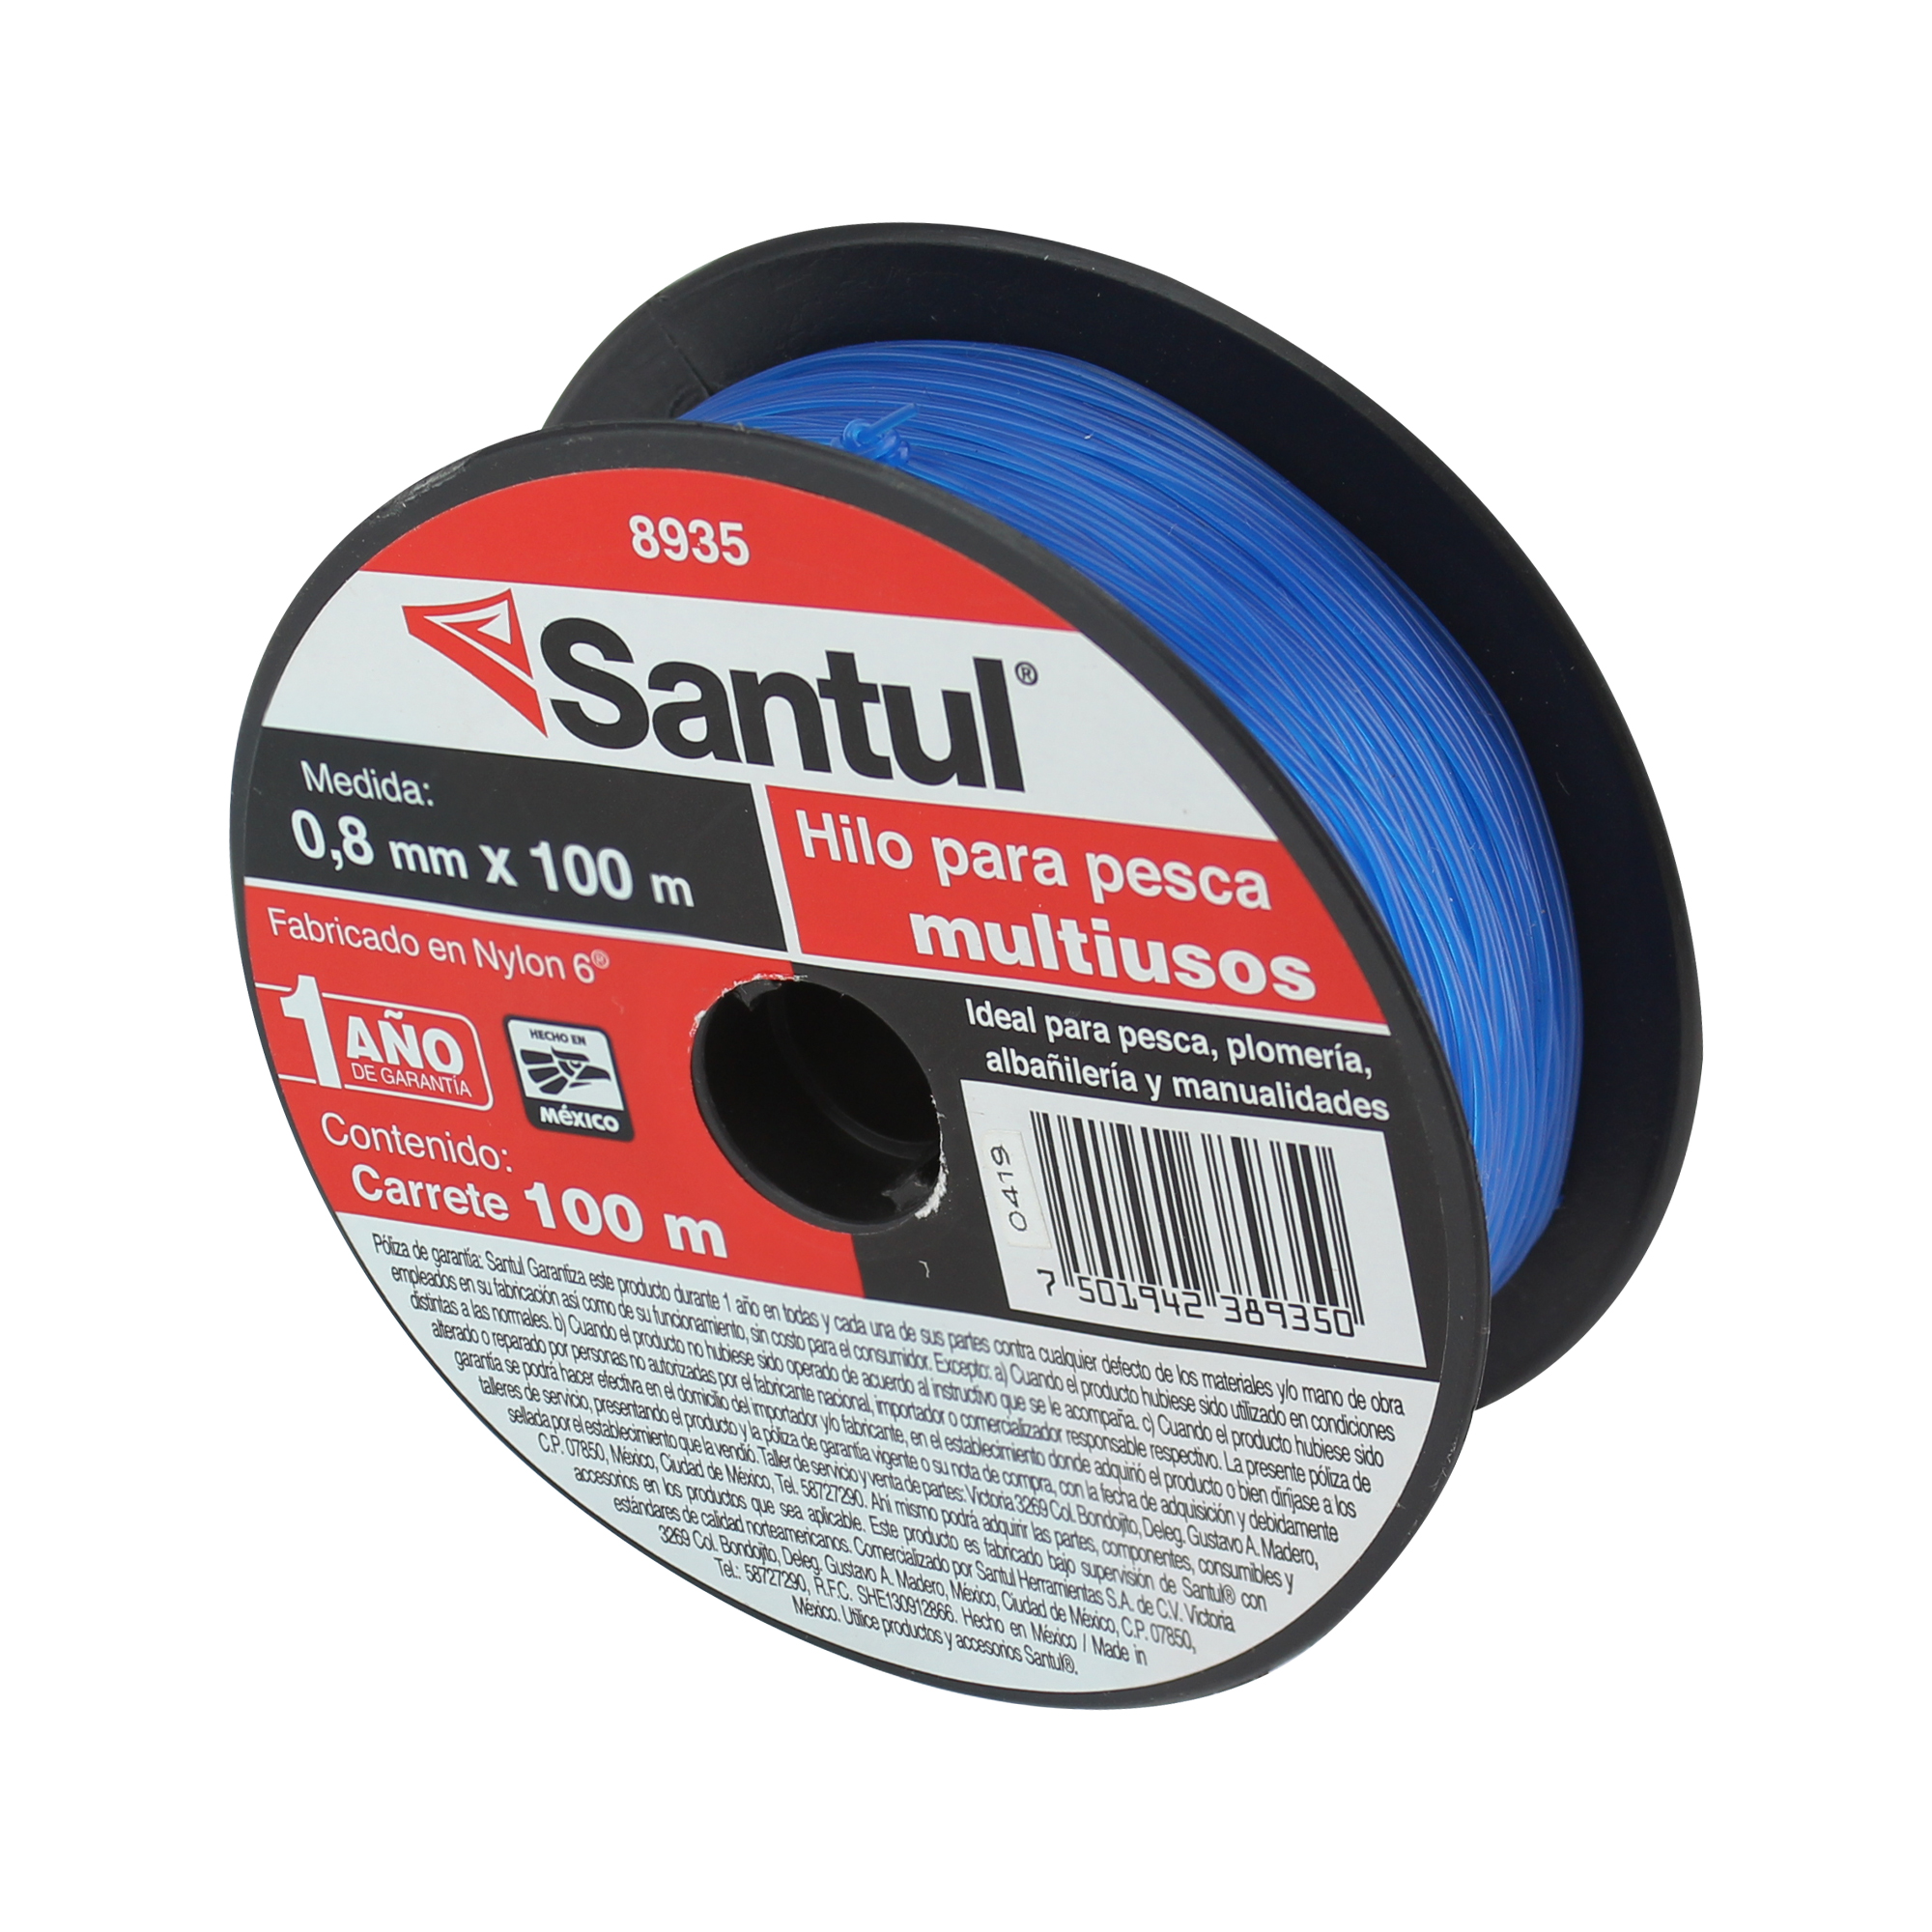 8935
Santul®
Medida:
0,8 mm x 100 m
Hilo para pesca
multiusos
Fabricado en Nylon 6®
1 AÑO
DE GARANTÍA
HECHO EN
MÉXICO
Contenido:
Carrete 100 m
Ideal para pesca, plomería,
albañilería y manualidades
0419
7 501942 389350
Póliza de garantía: Santul Garantiza este producto durante 1 año en todas y cada una de sus partes contra cualquier defecto de los materiales y/o mano de obra
empleados en su fabricación así como de su funcionamiento, sin costo para el consumidor. Excepto: a) Cuando el producto hubiese sido utilizado en condiciones
distintas a las normales. b) Cuando el producto no hubiese sido operado de acuerdo al instructivo que se le acompaña. c) Cuando el producto hubiese sido
alterado o reparado por personas no autorizadas por el fabricante nacional, importador o comercializador responsable respectivo. La presente póliza de
garantía se podrá hacer efectiva en el domicilio del importador y/o fabricante, en el establecimiento donde adquirió el producto o bien diríjase a los
talleres de servicio, presentando el producto y la póliza de garantía vigente o su nota de compra, con la fecha de adquisición y debidamente
sellada por el establecimiento que la vendió. Taller de servicio y venta de partes: Victoria 3269 Col. Bondojito, Deleg. Gustavo A. Madero,
C.P. 07850, México, Ciudad de México, Tel. 58727290. Ahí mismo podrá adquirir las partes, componentes, consumibles y
accesorios en los productos que sea aplicable. Este producto es fabricado bajo supervisión de Santul® con
estándares de calidad norteamericanos. Comercializado por Santul Herramientas S.A. de C.V. Victoria
3269 Col. Bondojito, Deleg. Gustavo A. Madero, México, Ciudad de México, C.P. 07850,
Tel.: 58727290, R.F.C. SHE130912866. Hecho en México / Made in
México. Utilice productos y accesorios Santul®.